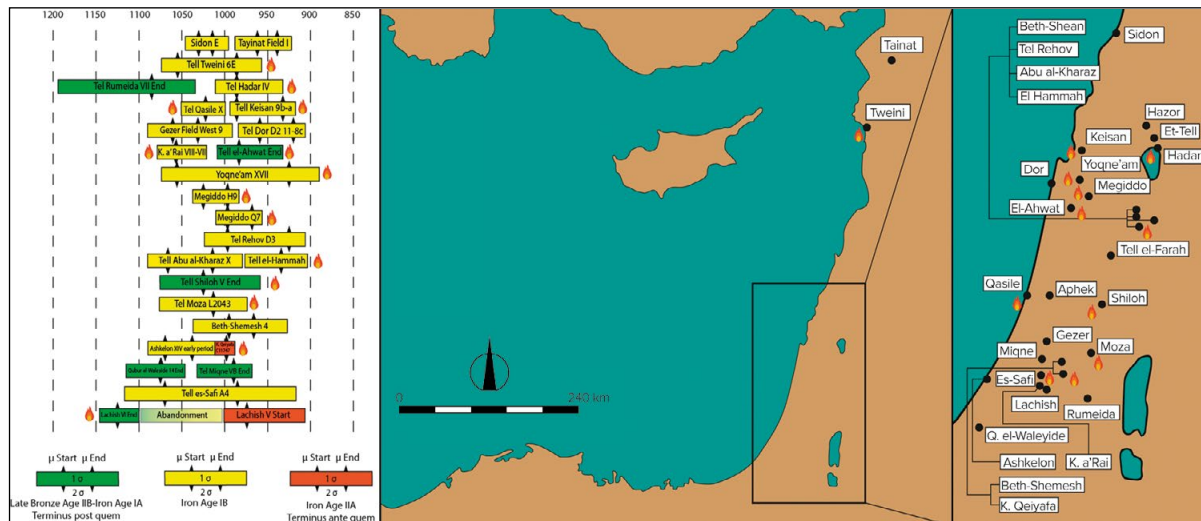 1200 1150 1100 1050 1000 950 900 850
Sidon E Tayinat Field I
Tell Tweini 6E
Tel Rumeida VII End Tel Hadar IV
Tel Qasile X Tell Keisan 9b-a
Gezer Field West 9 Tel Dor D2 11-8c
K. a'Rai VIII-VII Tell el-Ahwat End
Yoqne'am XVII
Megiddo H9
Megiddo Q7
Tel Rehov D3
Tell Abu al-Kharaz X Tell el-Hammah
Tell Shiloh V End
Tel Moza L2043
Beth-Shemesh 4
Ashkelon XIV early period
Tel Miqne VII End
Tell es-Safi A4
Lachish VI End Abandonment Lachish V Start
μ Start μ End
1 σ
2 σ
Late Bronze Age IIB-Iron Age IA
Terminus post quem
μ Start μ End
1 σ
2 σ
Iron Age IB
μ Start μ End
1 σ
2 σ
Iron Age IIA
Terminus ante quem
Tainat
Tweini
0 240 km
Beth-Shean
Tel Rehov
Abu al-Kharaz
El Hammah
Sidon
Hazor
Et-Tell
Keisan
Hadar
Yoqne'am
Dor
Megiddo
El-Ahwat
Tell el-Farah
Qasile
Aphek
Shiloh
Gezer
Miqne
Moza
Es-Safi
Lachish
Rumeida
Q. el-Waleyide
Ashkelon
K. a'Rai
Beth-Shemesh
K. Qeiyafa